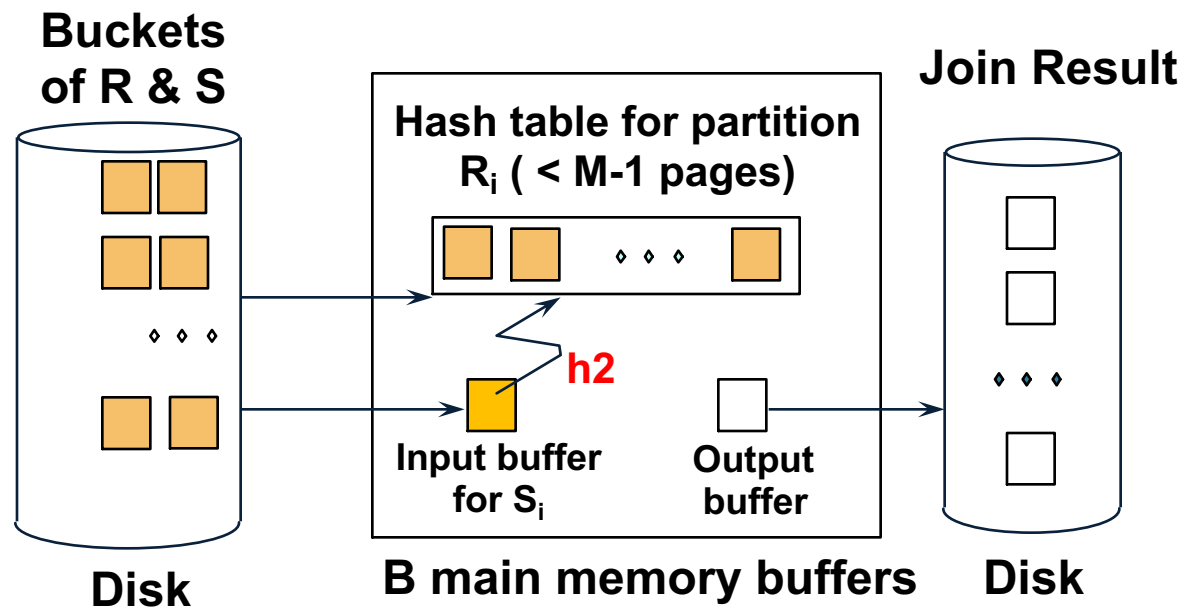 Buckets
of R & S
Join Result
Hash table for partition
Rᵢ ( < M-1 pages)
h2
Input buffer
for Sᵢ
Output
buffer
Disk
B main memory buffers
Disk